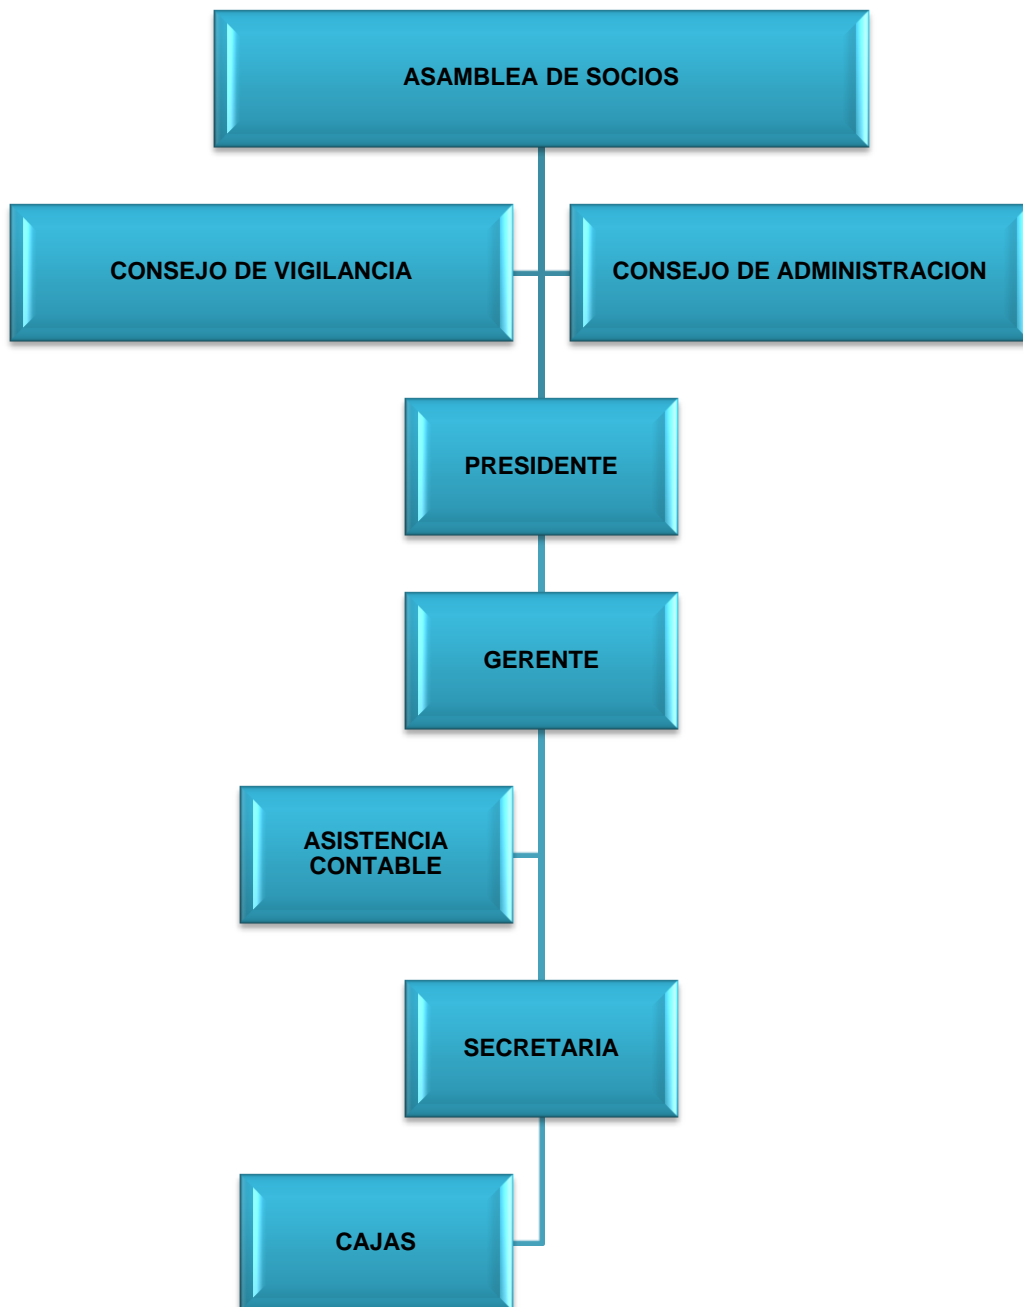 ASAMBLEA DE SOCIOS
CONSEJO DE VIGILANCIA
CONSEJO DE ADMINISTRACION
PRESIDENTE
GERENTE
ASISTENCIA
CONTABLE
SECRETARIA
CAJAS